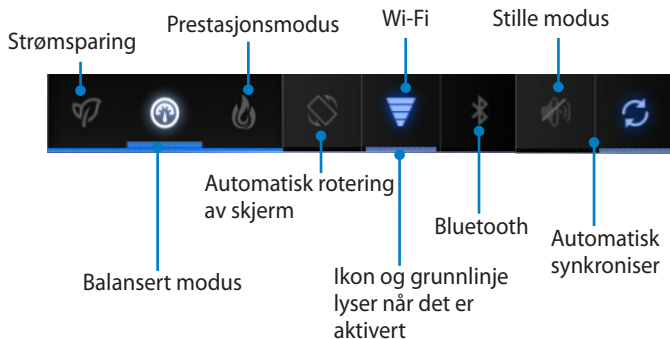 Strømsparing
Prestasjonsmodus
Wi-Fi
Stille modus
Automatisk rotering
av skjerm
Bluetooth
Automatisk
synkroniser
Balansert modus
Ikon og grunnlinje
lyser når det er
aktivert